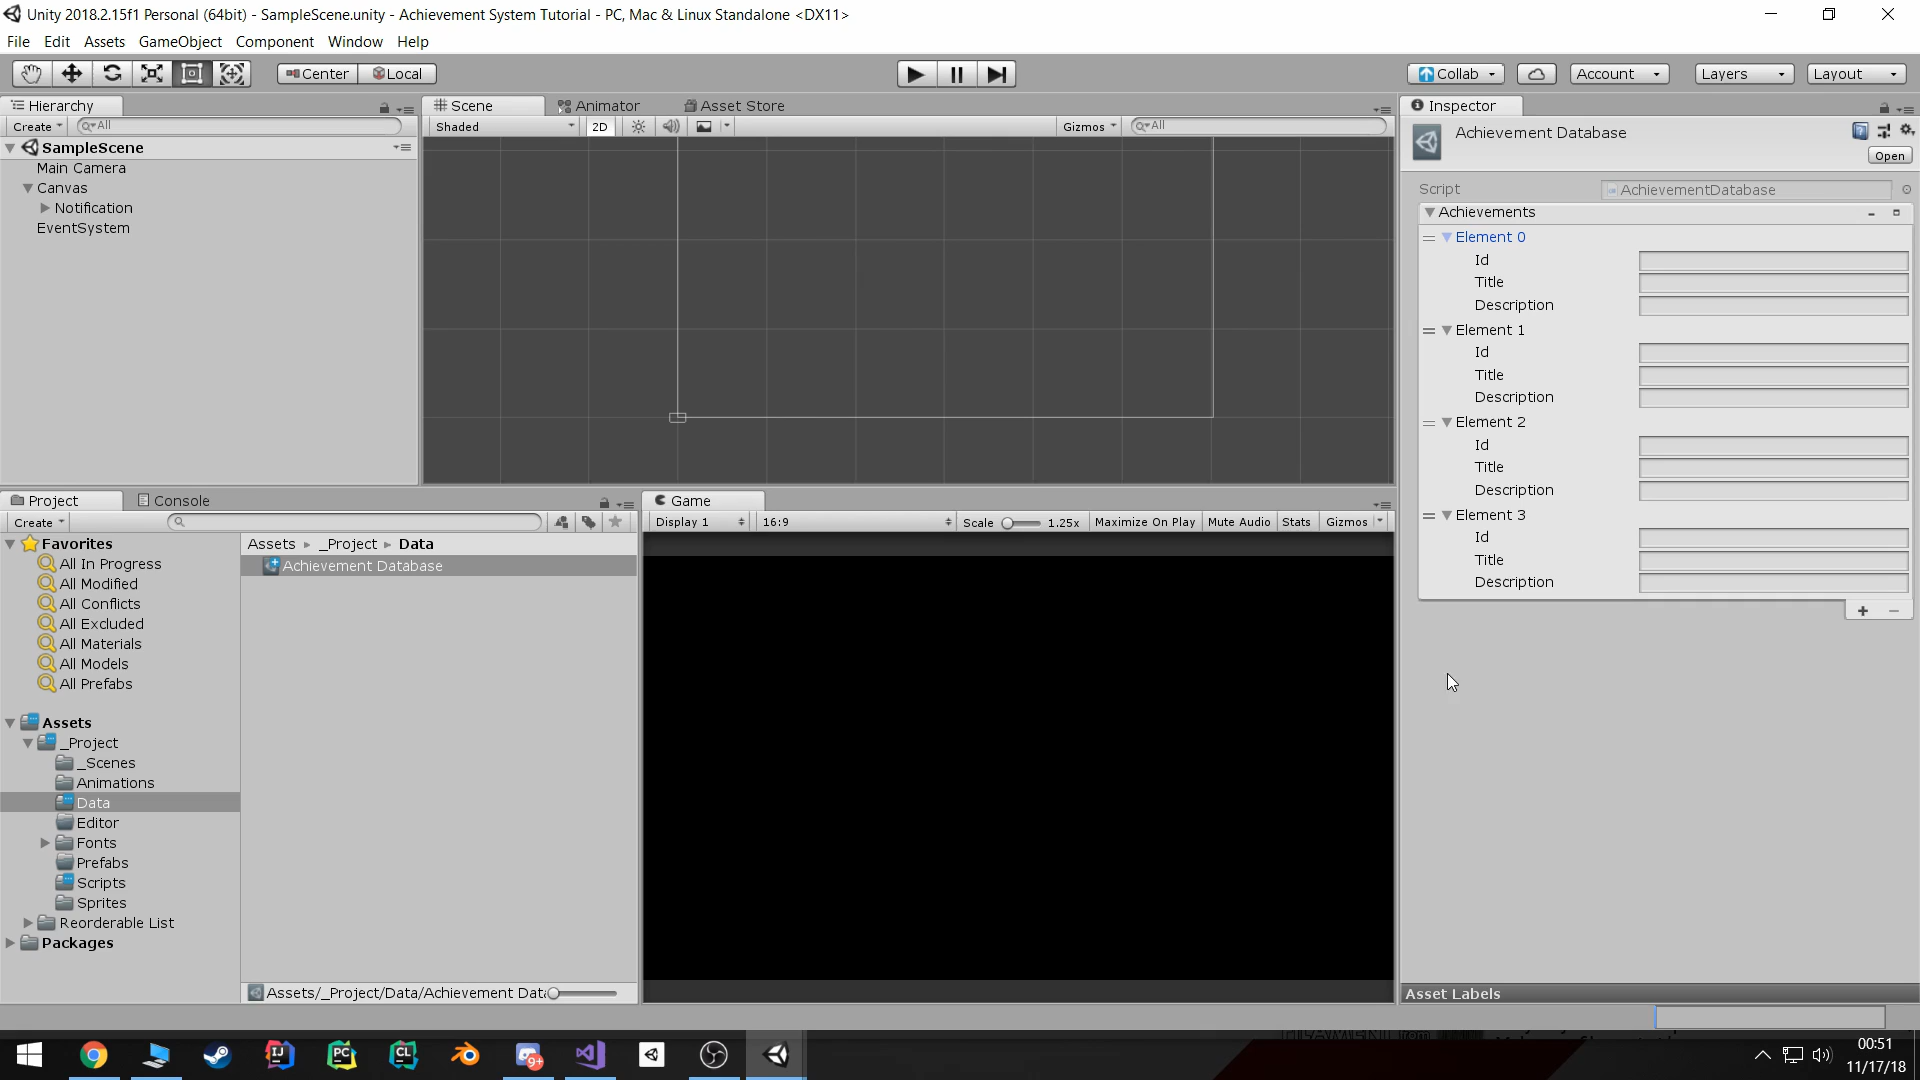 Unity 2018.2.15f1 Personal (64bit) - SampleScene.unity - Achievement System Tutorial - PC, Mac & Linux Standalone <DX11>
File Edit Assets GameObject Component Window Help
Center Local Collab Account Layers Layout
Hierarchy
Create All
SampleScene
Main Camera
Canvas
Notification
EventSystem
Scene Animator Asset Store
Shaded 2D Gizmos All
Inspector
Achievement Database
Open
Script AchievementDatabase
Achievements
Element 0
Id
Title
Description
Element 1
Id
Title
Description
Element 2
Id
Title
Description
Element 3
Id
Title
Description
Project Console
Create
Favorites
All In Progress
All Modified
All Conflicts
All Excluded
All Materials
All Models
All Prefabs
Assets
_Project
_Scenes
Animations
Data
Editor
Fonts
Prefabs
Scripts
Sprites
Reorderable List
Packages
Assets _Project Data
Achievement Database
Assets/_Project/Data/Achievement Data
Game
Display 1 16:9 Scale 1.25x Maximize On Play Mute Audio Stats Gizmos
Asset Labels
9+
00:51
11/17/18